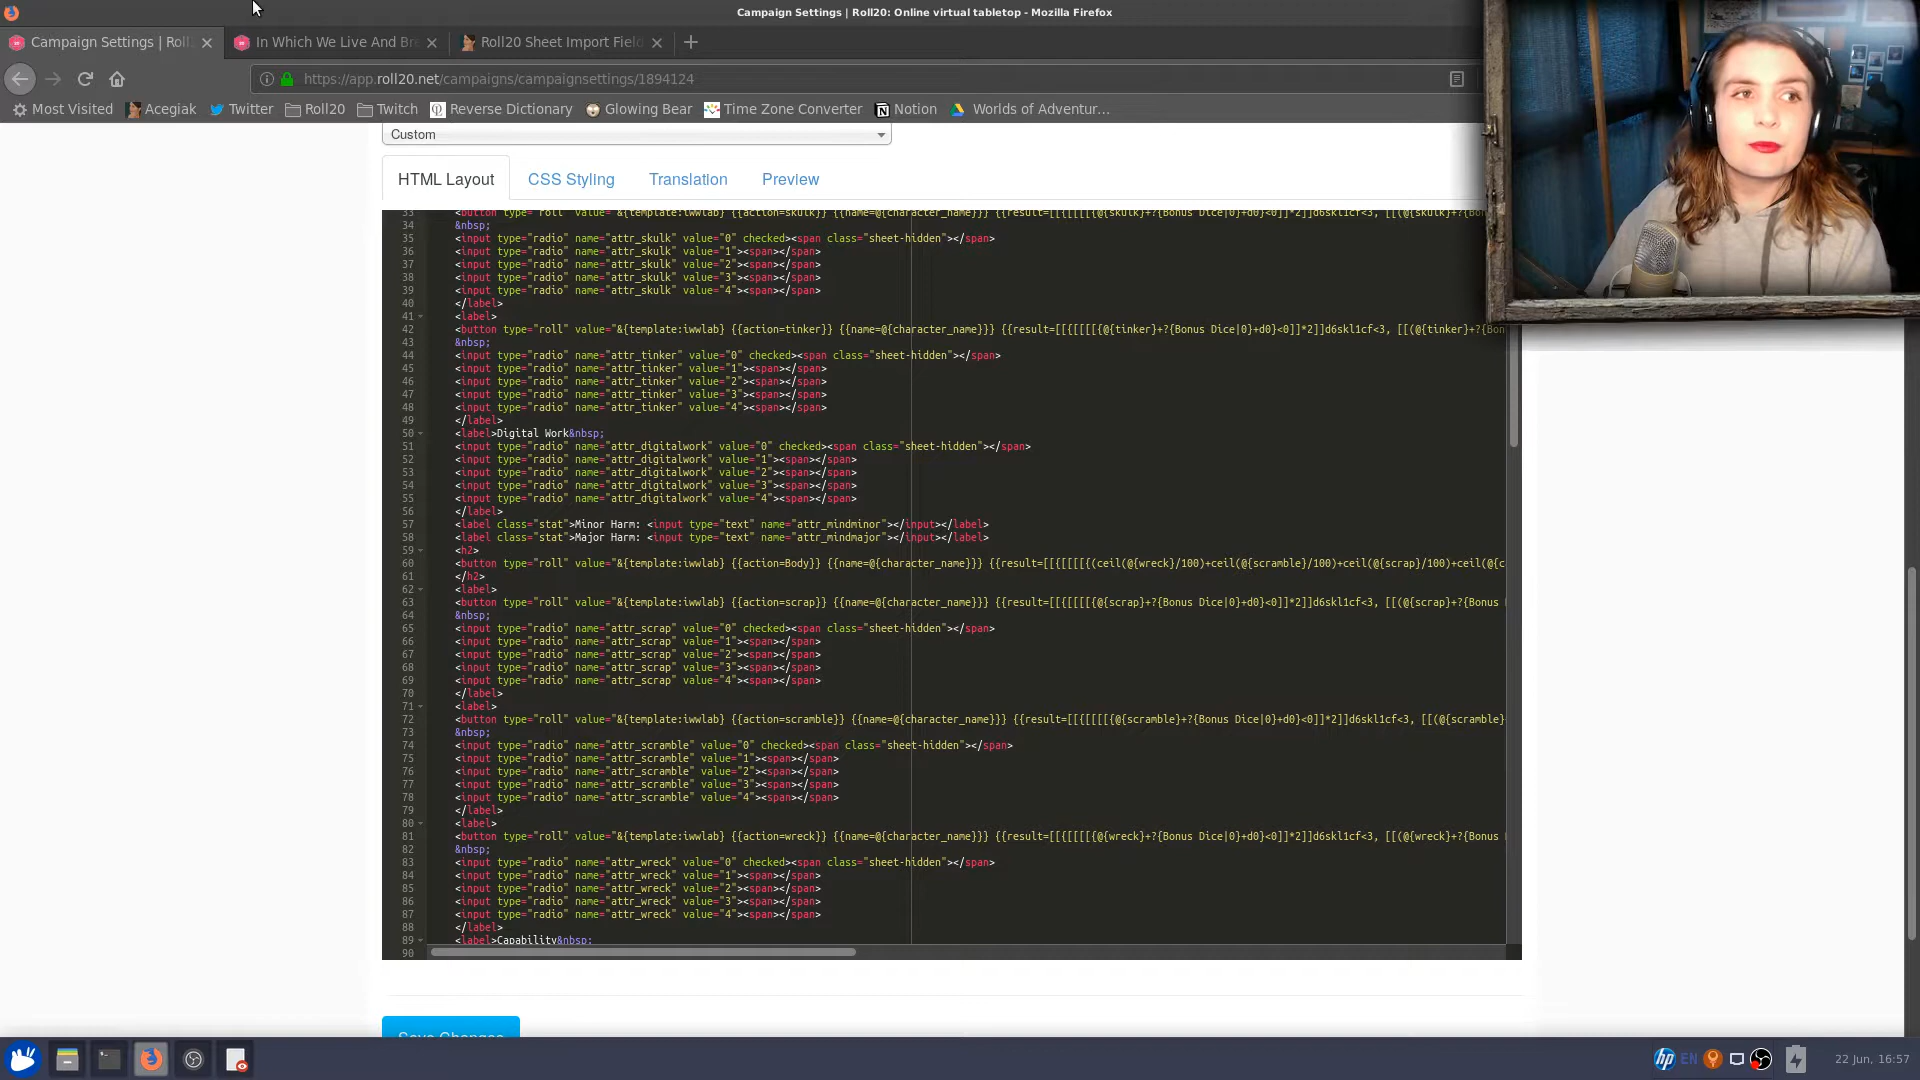 Campaign Settings | Roll20: Online virtual tabletop - Mozilla Firefox
Campaign Settings | Roll
In Which We Live And Br
Roll20 Sheet Import Field
https://app.roll20.net/campaigns/campaignsettings/1894124
Most Visited Acegiak Twitter Roll20 Twitch Reverse Dictionary Glowing Bear Time Zone Converter Notion Worlds of Adventur...
Custom
HTML Layout CSS Styling Translation Preview
33 <button type="roll" value="&{template:iwwlab} {{action=skulk}} {{name=@{character_name}}} {{result=[[{[[[[{@{skulk}+?{Bonus Dice|0}+d0}<0]]*2]]d6skl1cf<3, [[(@{skulk}+?{Bon
34 &nbsp;
35 <input type="radio" name="attr_skulk" value="0" checked><span class="sheet-hidden"></span>
36 <input type="radio" name="attr_skulk" value="1"><span></span>
37 <input type="radio" name="attr_skulk" value="2"><span></span>
38 <input type="radio" name="attr_skulk" value="3"><span></span>
39 <input type="radio" name="attr_skulk" value="4"><span></span>
40 </label>
41 <label>
42 <button type="roll" value="&{template:iwwlab} {{action=tinker}} {{name=@{character_name}}} {{result=[[{[[[[{@{tinker}+?{Bonus Dice|0}+d0}<0]]*2]]d6skl1cf<3, [[(@{tinker}+?{Bon
43 &nbsp;
44 <input type="radio" name="attr_tinker" value="0" checked><span class="sheet-hidden"></span>
45 <input type="radio" name="attr_tinker" value="1"><span></span>
46 <input type="radio" name="attr_tinker" value="2"><span></span>
47 <input type="radio" name="attr_tinker" value="3"><span></span>
48 <input type="radio" name="attr_tinker" value="4"><span></span>
49 </label>
50 <label>Digital Work&nbsp;
51 <input type="radio" name="attr_digitalwork" value="0" checked><span class="sheet-hidden"></span>
52 <input type="radio" name="attr_digitalwork" value="1"><span></span>
53 <input type="radio" name="attr_digitalwork" value="2"><span></span>
54 <input type="radio" name="attr_digitalwork" value="3"><span></span>
55 <input type="radio" name="attr_digitalwork" value="4"><span></span>
56 </label>
57 <label class="stat">Minor Harm: <input type="text" name="attr_mindminor"></input></label>
58 <label class="stat">Major Harm: <input type="text" name="attr_mindmajor"></input></label>
59 <h2>
60 <button type="roll" value="&{template:iwwlab} {{action=Body}} {{name=@{character_name}}} {{result=[[{[[[[{(ceil(@{wreck}/100)+ceil(@{scramble}/100)+ceil(@{scrap}/100)+ceil(@{c
61 </h2>
62 <label>
63 <button type="roll" value="&{template:iwwlab} {{action=scrap}} {{name=@{character_name}}} {{result=[[{[[[[{@{scrap}+?{Bonus Dice|0}+d0}<0]]*2]]d6skl1cf<3, [[(@{scrap}+?{Bonus
64 &nbsp;
65 <input type="radio" name="attr_scrap" value="0" checked><span class="sheet-hidden"></span>
66 <input type="radio" name="attr_scrap" value="1"><span></span>
67 <input type="radio" name="attr_scrap" value="2"><span></span>
68 <input type="radio" name="attr_scrap" value="3"><span></span>
69 <input type="radio" name="attr_scrap" value="4"><span></span>
70 </label>
71 <label>
72 <button type="roll" value="&{template:iwwlab} {{action=scramble}} {{name=@{character_name}}} {{result=[[{[[[[{@{scramble}+?{Bonus Dice|0}+d0}<0]]*2]]d6skl1cf<3, [[(@{scramble}
73 &nbsp;
74 <input type="radio" name="attr_scramble" value="0" checked><span class="sheet-hidden"></span>
75 <input type="radio" name="attr_scramble" value="1"><span></span>
76 <input type="radio" name="attr_scramble" value="2"><span></span>
77 <input type="radio" name="attr_scramble" value="3"><span></span>
78 <input type="radio" name="attr_scramble" value="4"><span></span>
79 </label>
80 <label>
81 <button type="roll" value="&{template:iwwlab} {{action=wreck}} {{name=@{character_name}}} {{result=[[{[[[[{@{wreck}+?{Bonus Dice|0}+d0}<0]]*2]]d6skl1cf<3, [[(@{wreck}+?{Bonus
82 &nbsp;
83 <input type="radio" name="attr_wreck" value="0" checked><span class="sheet-hidden"></span>
84 <input type="radio" name="attr_wreck" value="1"><span></span>
85 <input type="radio" name="attr_wreck" value="2"><span></span>
86 <input type="radio" name="attr_wreck" value="3"><span></span>
87 <input type="radio" name="attr_wreck" value="4"><span></span>
88 </label>
89 <label>Capability&nbsp;
90
Save Changes
hp EN 22 Jun, 16:57